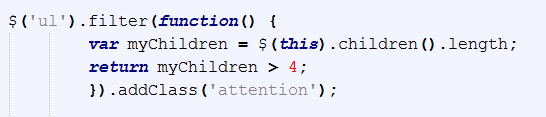 $('ul').filter(function() {
var myChildren = $(this).children().length;
return myChildren > 4;
}).addClass('attention');